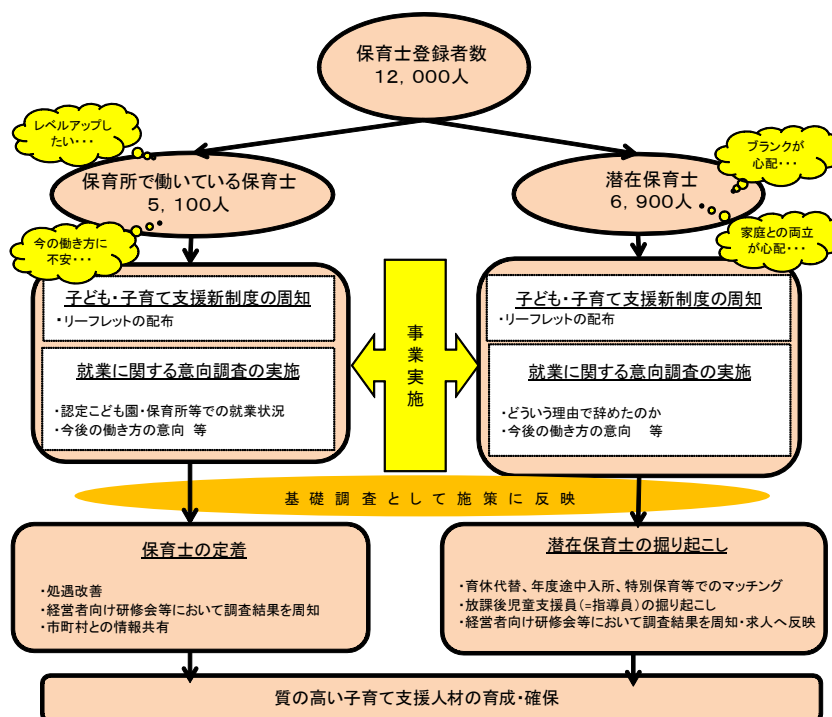 保育士登録者数
12，000人
レベルアップし
たい・・・
ブランクが
心配・・・
保育所で働いている保育士
5，100人
潜在保育士
6，900人
今の働き方に
不安・・・
家庭との両立
が心配・・・
子ども・子育て支援新制度の周知
・リーフレットの配布
就業に関する意向調査の実施
・認定こども園・保育所等での就業状況
・今後の働き方の意向 等
事業実施
子ども・子育て支援新制度の周知
・リーフレットの配布
就業に関する意向調査の実施
・どういう理由で辞めたのか
・今後の働き方の意向 等
基礎調査として施策に反映
保育士の定着
・処遇改善
・経営者向け研修会等において調査結果を周知
・市町村との情報共有
潜在保育士の掘り起こし
・育休代替、年度途中入所、特別保育等でのマッチング
・放課後児童支援員(=指導員)の掘り起こし
・経営者向け研修会等において調査結果を周知・求人へ反映
質の高い子育て支援人材の育成・確保